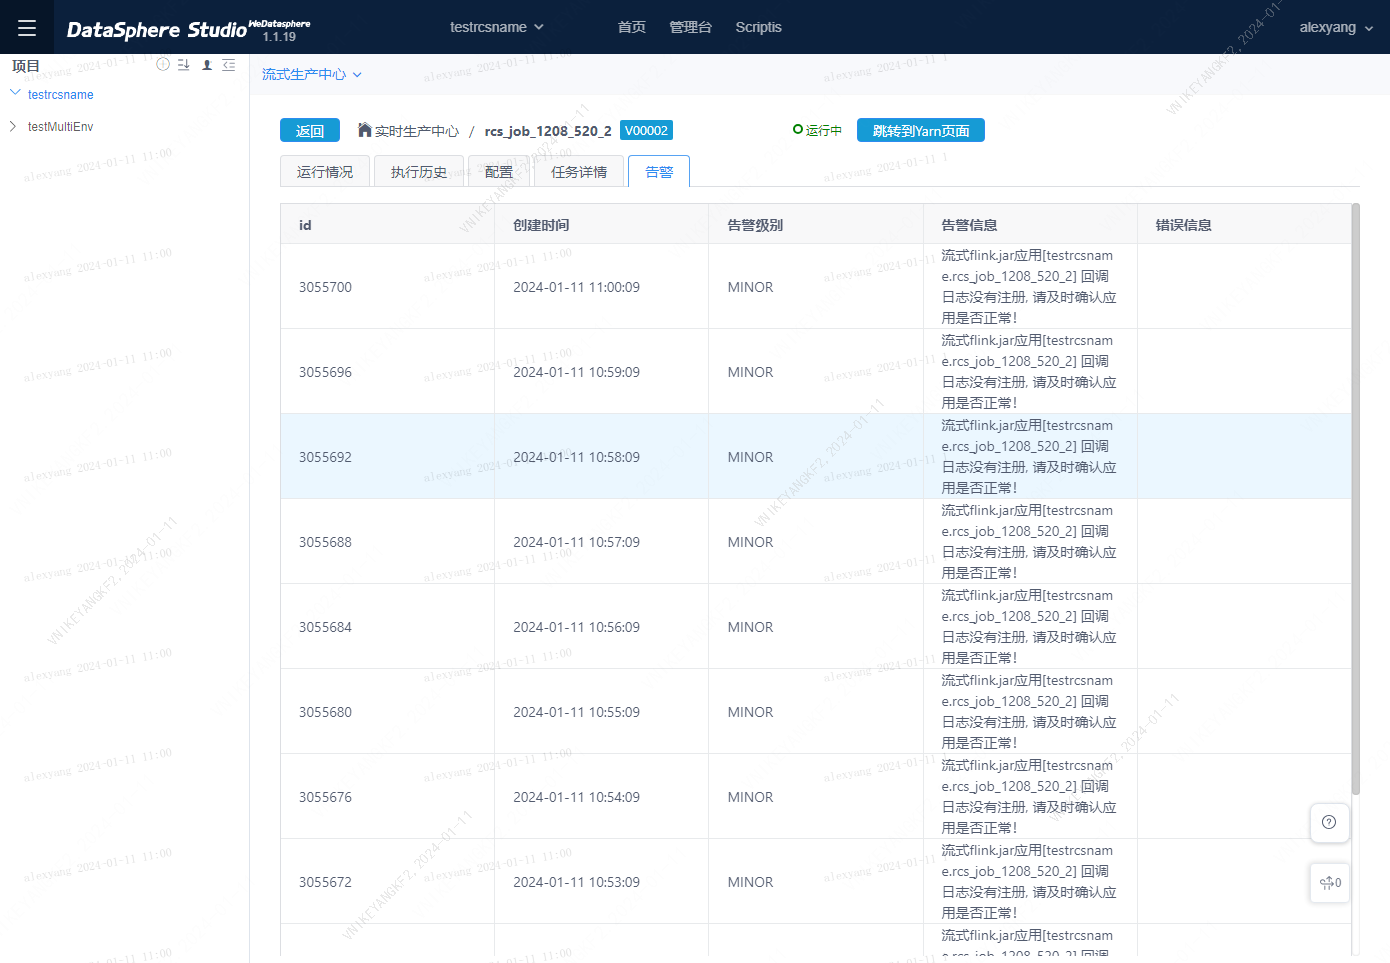 DataSphere Studio
WeDatasphere
1.1.19
testrcsname
首页
管理台
Scriptis
alexyang
项目
testrcsname
testMultiEnv
流式生产中心
返回
实时生产中心 / rcs_job_1208_520_2
V00002
运行中
跳转到Yarn页面
运行情况
执行历史
配置
任务详情
告警
id
创建时间
告警级别
告警信息
错误信息
3055700
2024-01-11 11:00:09
MINOR
流式flink.jar应用[testrcsnam
e.rcs_job_1208_520_2] 回调
日志没有注册, 请及时确认应
用是否正常!
3055696
2024-01-11 10:59:09
MINOR
流式flink.jar应用[testrcsnam
e.rcs_job_1208_520_2] 回调
日志没有注册, 请及时确认应
用是否正常!
3055692
2024-01-11 10:58:09
MINOR
流式flink.jar应用[testrcsnam
e.rcs_job_1208_520_2] 回调
日志没有注册, 请及时确认应
用是否正常!
3055688
2024-01-11 10:57:09
MINOR
流式flink.jar应用[testrcsnam
e.rcs_job_1208_520_2] 回调
日志没有注册, 请及时确认应
用是否正常!
3055684
2024-01-11 10:56:09
MINOR
流式flink.jar应用[testrcsnam
e.rcs_job_1208_520_2] 回调
日志没有注册, 请及时确认应
用是否正常!
3055680
2024-01-11 10:55:09
MINOR
流式flink.jar应用[testrcsnam
e.rcs_job_1208_520_2] 回调
日志没有注册, 请及时确认应
用是否正常!
3055676
2024-01-11 10:54:09
MINOR
流式flink.jar应用[testrcsnam
e.rcs_job_1208_520_2] 回调
日志没有注册, 请及时确认应
用是否正常!
3055672
2024-01-11 10:53:09
MINOR
流式flink.jar应用[testrcsnam
e.rcs_job_1208_520_2] 回调
日志没有注册, 请及时确认应
用是否正常!
流式flink.jar应用[testrcsnam
e.rcs_job_1208_520_2] 回调
0
alexyang 2024-01-11 11:00
VNIKEYANGKF2, 2024-01-11